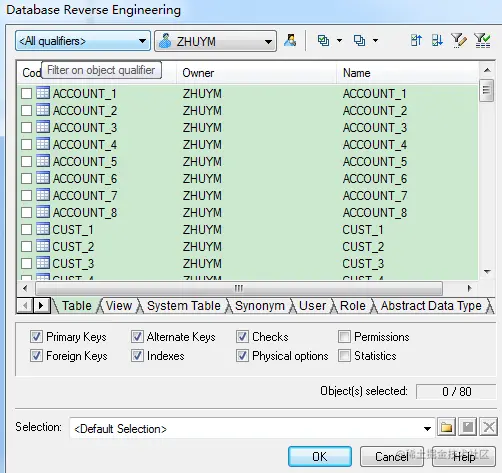 Database Reverse Engineering
<All qualifiers> ZHUYM
Filter on object qualifier
Owner Name
ACCOUNT_1 ZHUYM ACCOUNT_1
ACCOUNT_2 ZHUYM ACCOUNT_2
ACCOUNT_3 ZHUYM ACCOUNT_3
ACCOUNT_4 ZHUYM ACCOUNT_4
ACCOUNT_5 ZHUYM ACCOUNT_5
ACCOUNT_6 ZHUYM ACCOUNT_6
ACCOUNT_7 ZHUYM ACCOUNT_7
ACCOUNT_8 ZHUYM ACCOUNT_8
CUST_1 ZHUYM CUST_1
CUST_2 ZHUYM CUST_2
CUST_3 ZHUYM CUST_3
CUST_4 ZHUYM CUST_4
Table View System Table Synonym User Role Abstract Data Type
Primary Keys Alternate Keys Checks Permissions
Foreign Keys Indexes Physical options Statistics
Object(s) selected: 0 / 80
Selection: <Default Selection>
OK Cancel Help
@稀土掘金技术社区